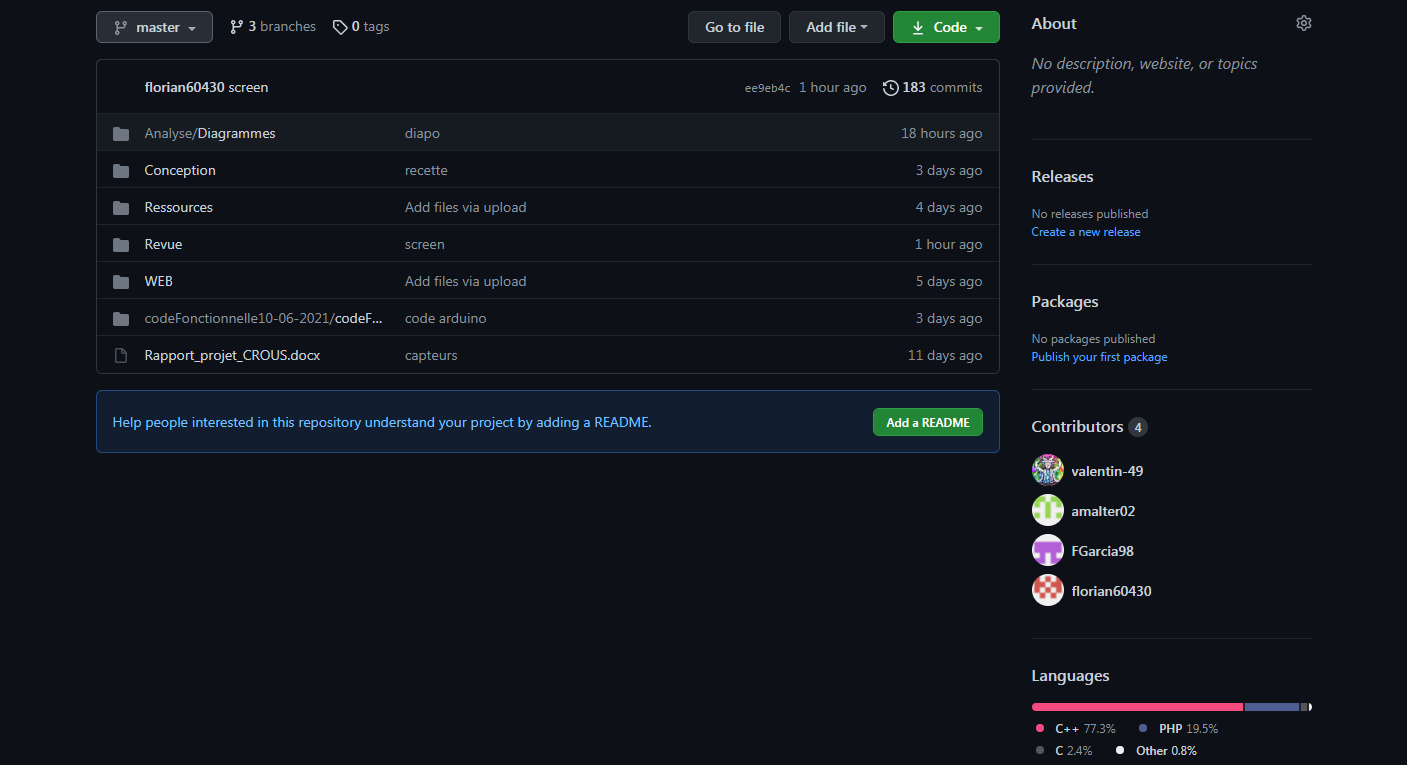 master 3 branches 0 tags Go to file Add file Code
florian60430 screen ee9eb4c 1 hour ago 183 commits
Analyse/Diagrammes diapo 18 hours ago
Conception recette 3 days ago
Ressources Add files via upload 4 days ago
Revue screen 1 hour ago
WEB Add files via upload 5 days ago
codeFonctionnelle10-06-2021/codeF... code arduino 3 days ago
Rapport_projet_CROUS.docx capteurs 11 days ago
Help people interested in this repository understand your project by adding a README. Add a README
About
No description, website, or topics
provided.
Releases
No releases published
Create a new release
Packages
No packages published
Publish your first package
Contributors 4
valentin-49
amalter02
FGarcia98
florian60430
Languages
C++ 77.3% PHP 19.5%
C 2.4% Other 0.8%